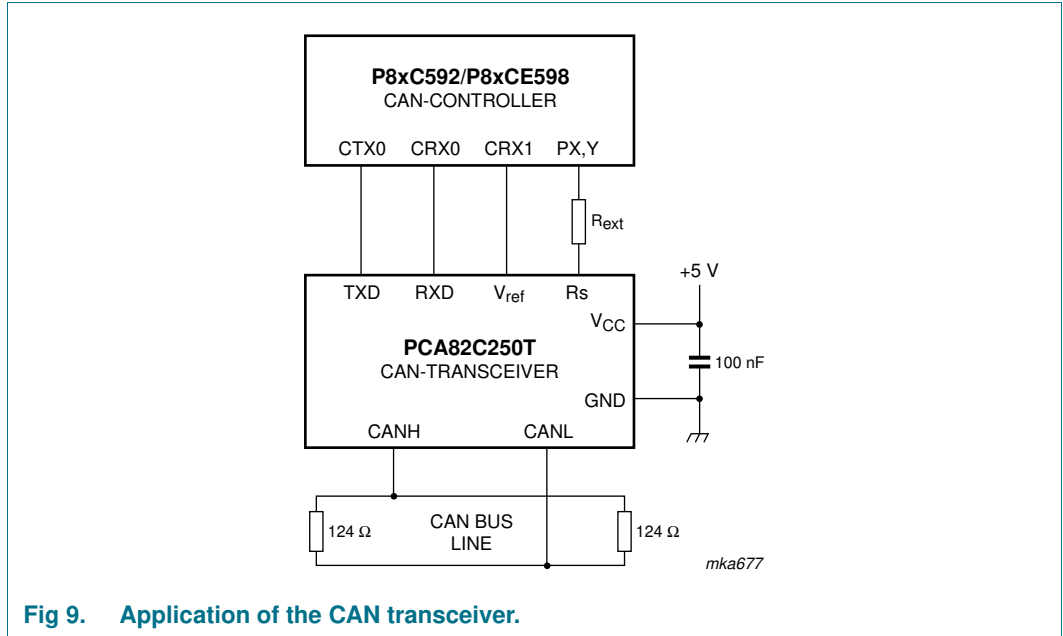 P8xC592/P8xCE598
CAN-CONTROLLER
CTX0 CRX0 CRX1 PX,Y
Rext
+5 V
TXD RXD Vref Rs
VCC
PCA82C250T
CAN-TRANSCEIVER
100 nF
GND
CANH CANL
124 Ω
CAN BUS
LINE
124 Ω
mka677
Fig 9. Application of the CAN transceiver.